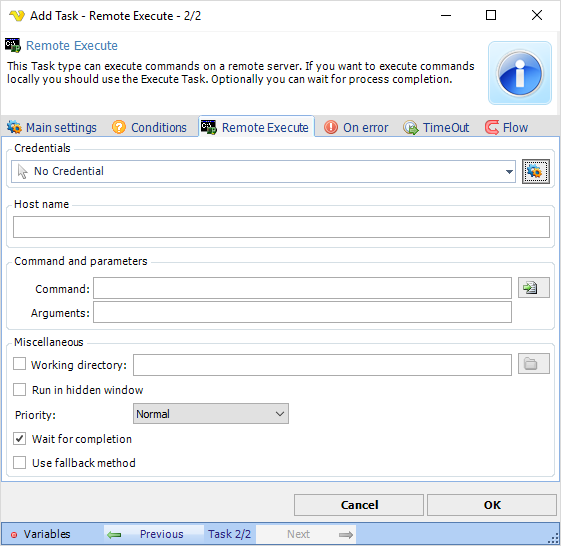 Add Task - Remote Execute - 2/2
Remote Execute
This Task type can execute commands on a remote server. If you want to execute commands
locally you should use the Execute Task. Optionally you can wait for process completion.
Main settings Conditions Remote Execute On error TimeOut Flow
Credentials
No Credential
Host name
Command and parameters
Command:
Arguments:
Miscellaneous
Working directory:
Run in hidden window
Priority: Normal
Wait for completion
Use fallback method
Cancel OK
Variables Previous Task 2/2 Next